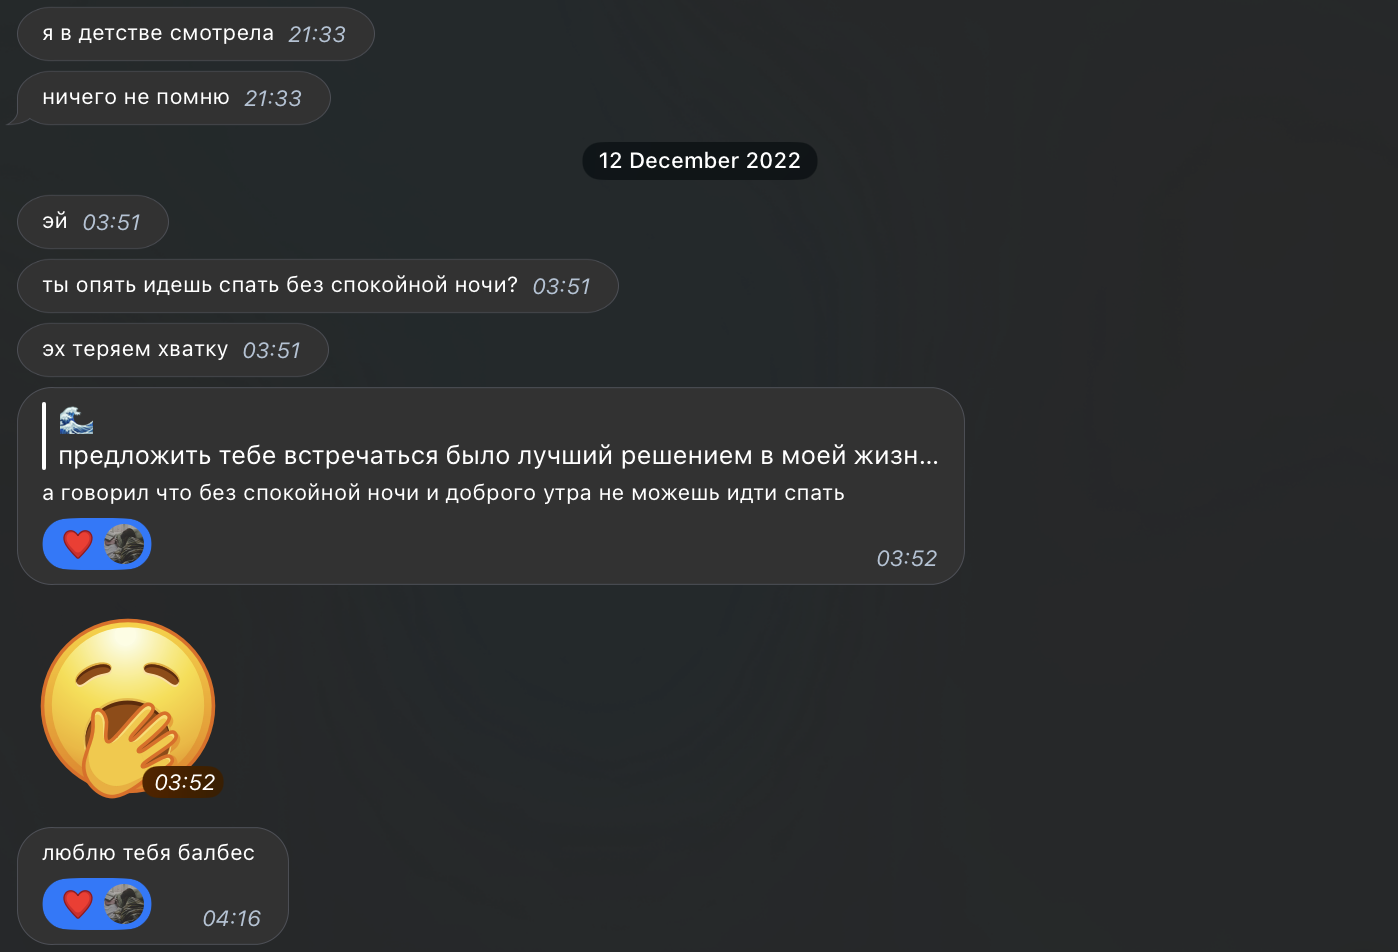 я в детстве смотрела 21:33
ничего не помню 21:33
12 December 2022
эй 03:51
ты опять идешь спать без спокойной ночи? 03:51
эх теряем хватку 03:51
предложить тебе встречаться было лучший решением в моей жизн...
а говорил что без спокойной ночи и доброго утра не можешь идти спать
03:52
03:52
люблю тебя балбес
04:16